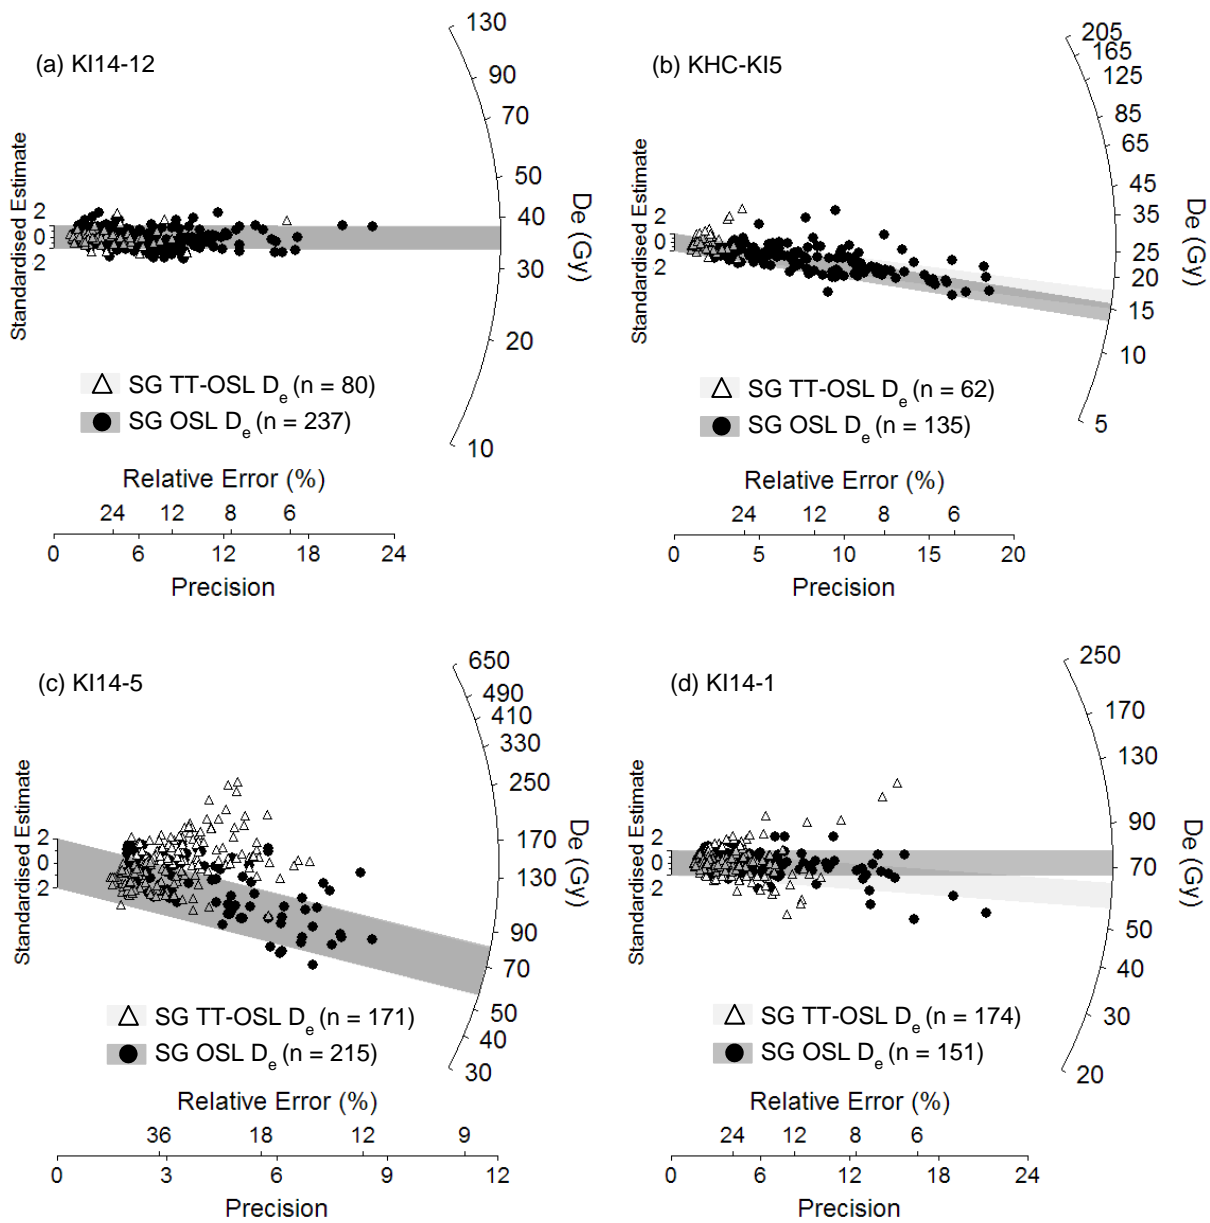 (a) KI14-12
130
90
70
50
40
30
20
10
De (Gy)
Standardised Estimate
2
0
2
SG TT-OSL De (n = 80)
SG OSL De (n = 237)
Relative Error (%)
24 12 8 6
0 6 12 18 24
Precision
(b) KHC-KI5
205
165
125
85
65
45
35
25
20
15
10
5
De (Gy)
Standardised Estimate
2
0
2
SG TT-OSL De (n = 62)
SG OSL De (n = 135)
Relative Error (%)
24 12 8 6
0 5 10 15 20
Precision
(c) KI14-5
650
490
410
330
250
170
130
90
70
50
40
30
De (Gy)
Standardised Estimate
2
0
2
SG TT-OSL De (n = 171)
SG OSL De (n = 215)
Relative Error (%)
36 18 12 9
0 3 6 9 12
Precision
(d) KI14-1
250
170
130
90
70
50
40
30
20
De (Gy)
Standardised Estimate
2
0
2
SG TT-OSL De (n = 174)
SG OSL De (n = 151)
Relative Error (%)
24 12 8 6
0 6 12 18 24
Precision